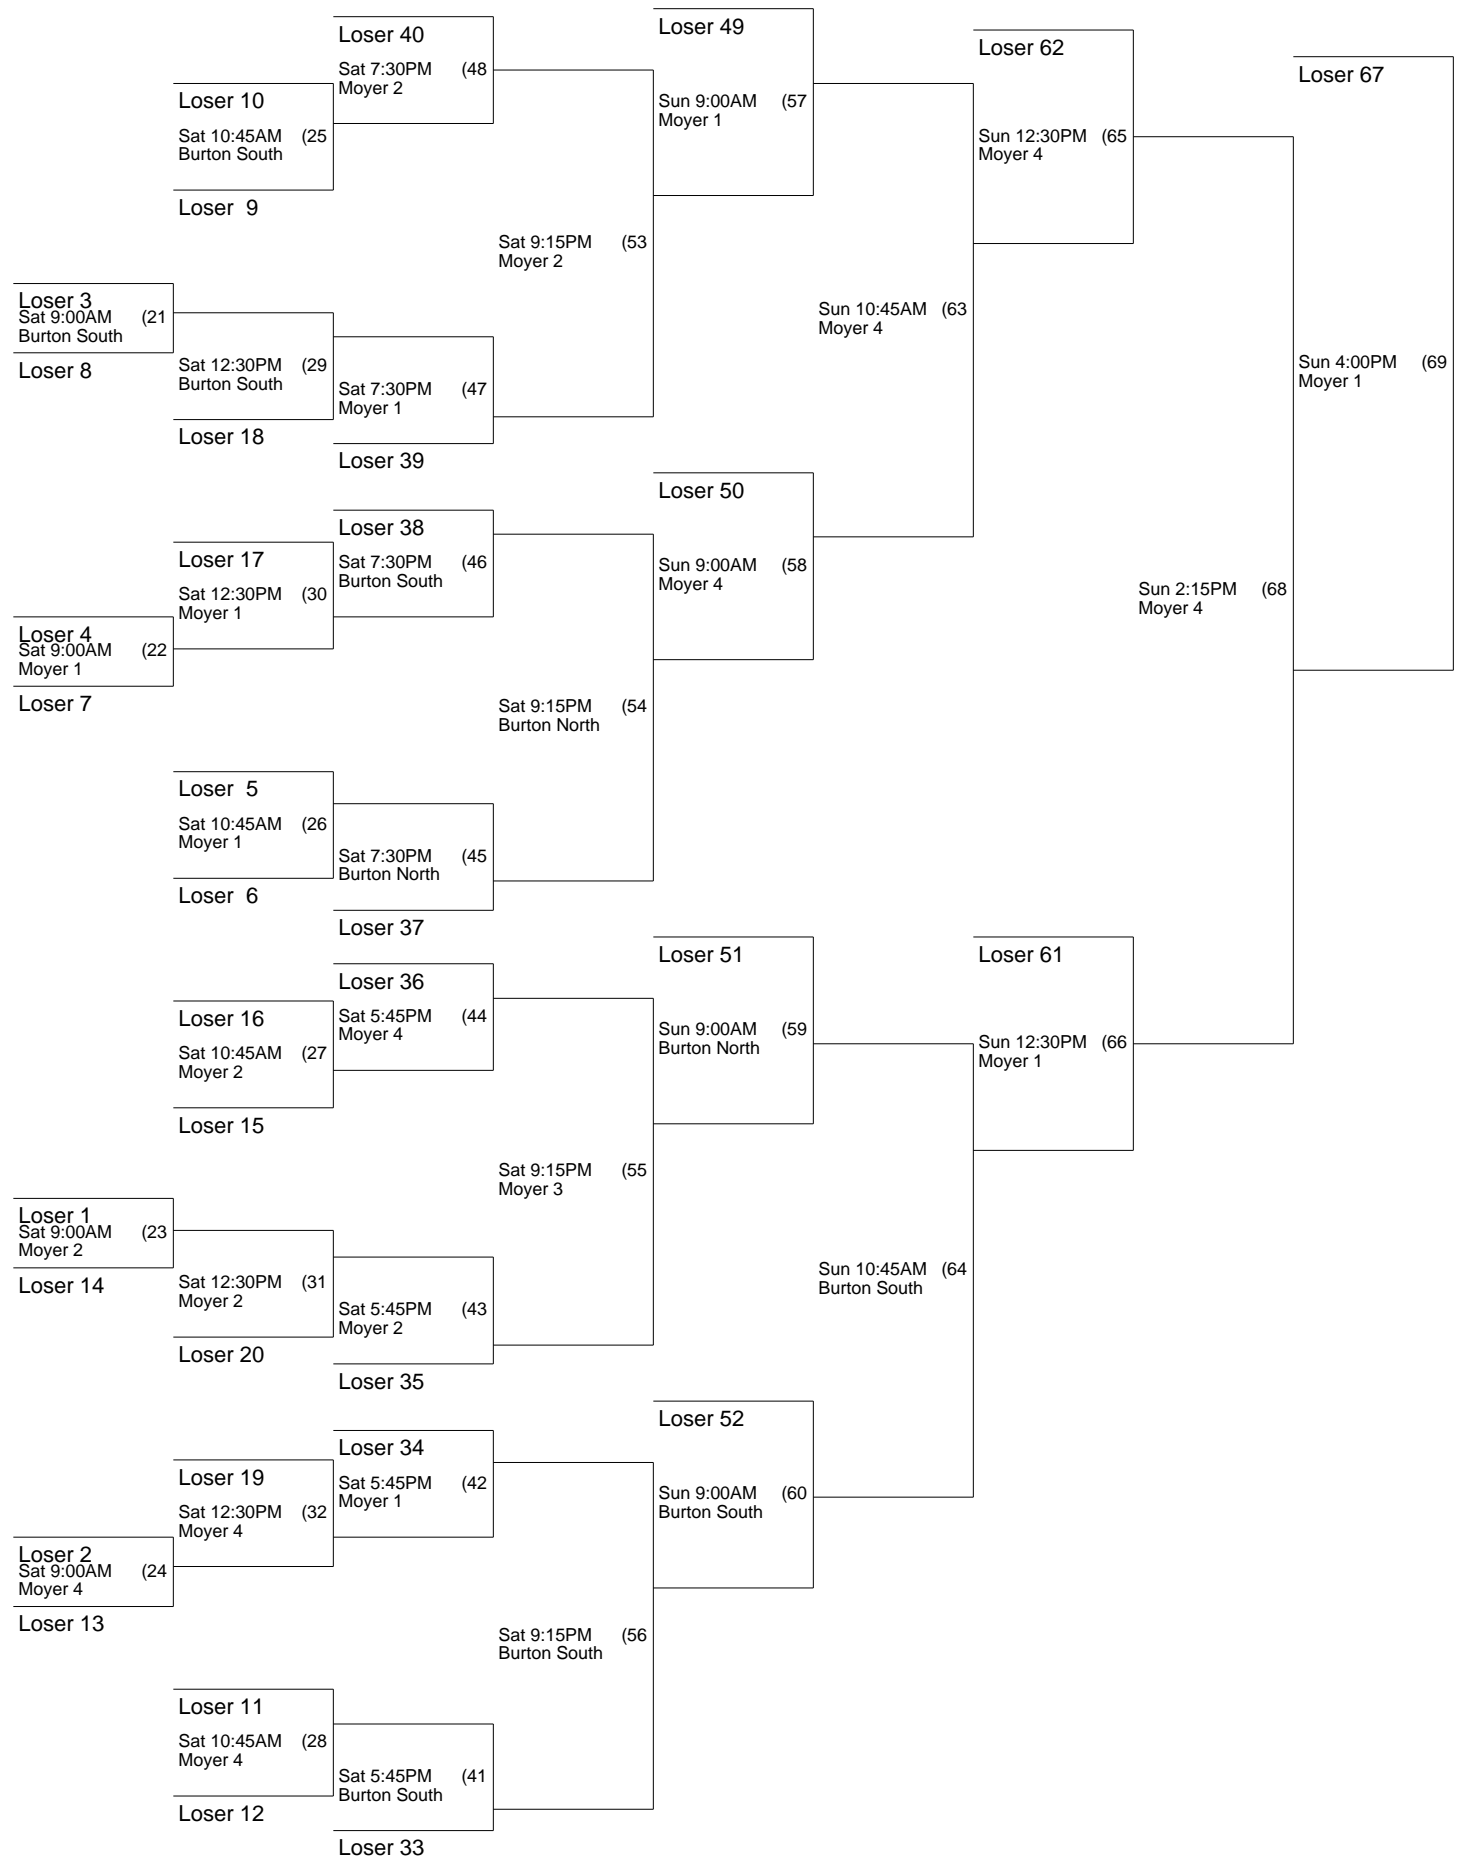 Loser 40
Sat 7:30PM (48
Moyer 2
Loser 10
Sat 10:45AM (25
Burton South
Loser 9
Loser 49
Sun 9:00AM (57
Moyer 1
Loser 62
Sun 12:30PM (65
Moyer 4
Loser 67
Sat 9:15PM (53
Moyer 2
Loser 3
Sat 9:00AM (21
Burton South
Loser 8
Sat 12:30PM (29
Burton South
Loser 18
Sat 7:30PM (47
Moyer 1
Loser 39
Sun 10:45AM (63
Moyer 4
Sun 4:00PM (69
Moyer 1
Loser 50
Sun 9:00AM (58
Moyer 4
Loser 38
Sat 7:30PM (46
Burton South
Loser 17
Sat 12:30PM (30
Moyer 1
Loser 4
Sat 9:00AM (22
Moyer 1
Loser 7
Sun 2:15PM (68
Moyer 4
Sat 9:15PM (54
Burton North
Loser 5
Sat 10:45AM (26
Moyer 1
Loser 6
Sat 7:30PM (45
Burton North
Loser 37
Loser 51
Sun 9:00AM (59
Burton North
Loser 61
Sun 12:30PM (66
Moyer 1
Loser 36
Sat 5:45PM (44
Moyer 4
Loser 16
Sat 10:45AM (27
Moyer 2
Loser 15
Sat 9:15PM (55
Moyer 3
Loser 1
Sat 9:00AM (23
Moyer 2
Loser 14
Sat 12:30PM (31
Moyer 2
Loser 20
Sat 5:45PM (43
Moyer 2
Loser 35
Sun 10:45AM (64
Burton South
Loser 52
Sun 9:00AM (60
Burton South
Loser 34
Sat 5:45PM (42
Moyer 1
Loser 19
Sat 12:30PM (32
Moyer 4
Loser 2
Sat 9:00AM (24
Moyer 4
Loser 13
Sat 9:15PM (56
Burton South
Loser 11
Sat 10:45AM (28
Moyer 4
Loser 12
Sat 5:45PM (41
Burton South
Loser 33